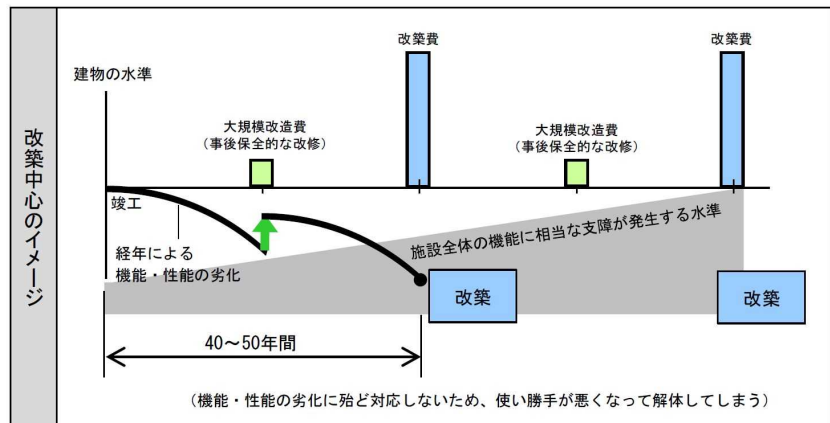 改築中心のイメージ
建物の水準
改築費
改築費
大規模改造費
(事後保全的な改修)
大規模改造費
(事後保全的な改修)
竣工
経年による
機能・性能の劣化
施設全体の機能に相当な支障が発生する水準
改築
改築
40~50年間
(機能・性能の劣化に殆ど対応しないため、使い勝手が悪くなって解体してしまう)